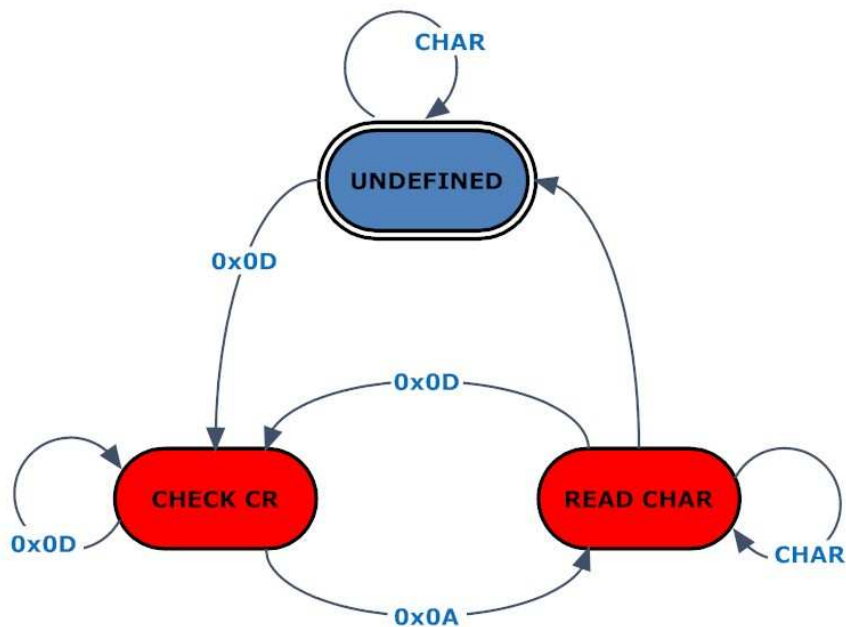 CHAR
UNDEFINED
0x0D
0x0D
CHECK CR
READ CHAR
0x0D
CHAR
0x0A